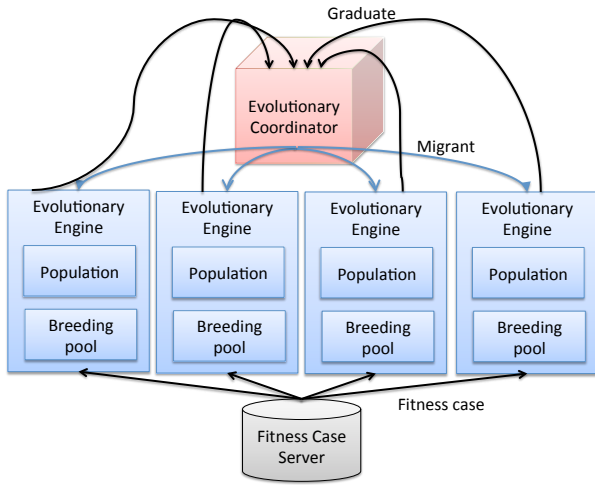 Graduate
Evolutionary
Coordinator
Migrant
Evolutionary
Engine
Population
Breeding
pool
Evolutionary
Engine
Population
Breeding
pool
Evolutionary
Engine
Population
Breeding
pool
Evolutionary
Engine
Population
Breeding
pool
Fitness case
Fitness Case
Server